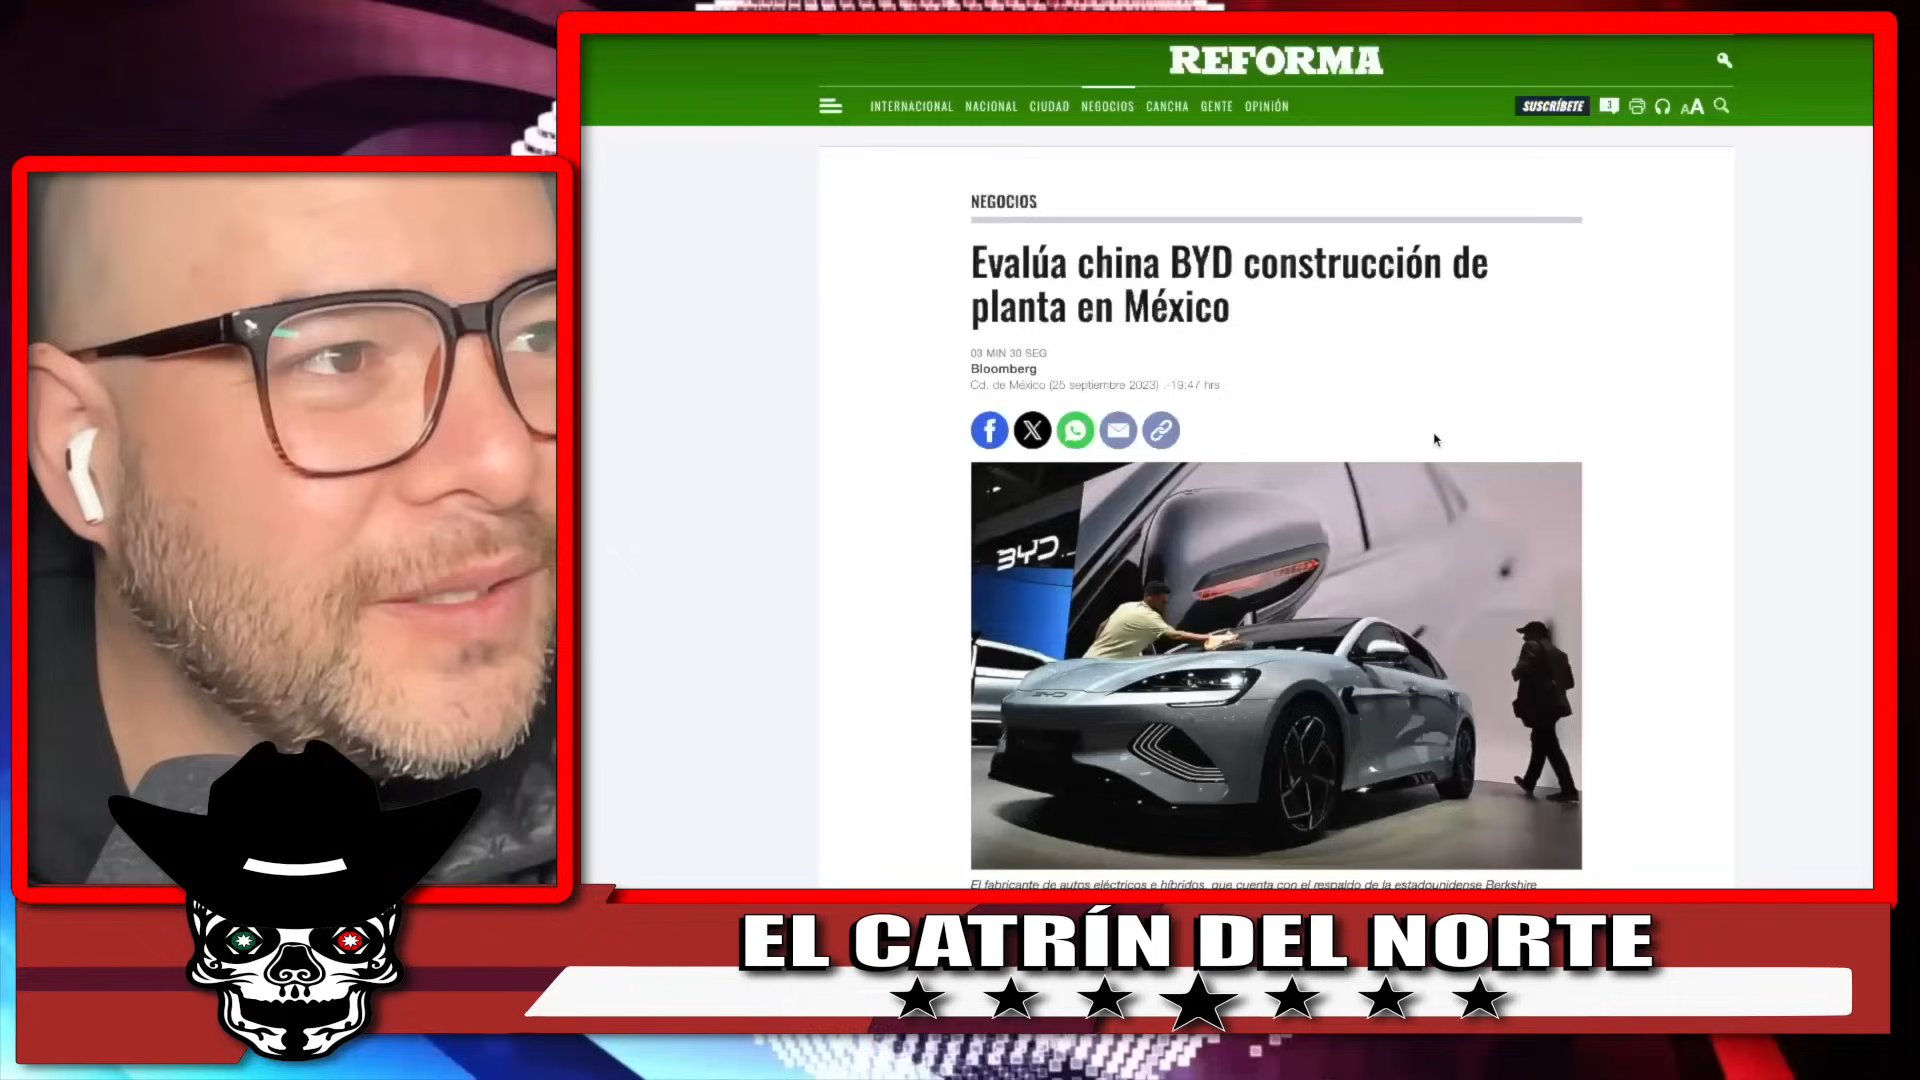 REFORMA
INTERNACIONAL NACIONAL CIUDAD NEGOCIOS CANCHA GENTE OPINIÓN
SUSCRÍBETE 3 AA
NEGOCIOS
Evalúa china BYD construcción de
planta en México
03 MIN 30 SEG
Bloomberg
Cd. de México (25 septiembre 2023) .-19:47 hrs
BYD
BYD
El fabricante de autos eléctricos e híbridos, que cuenta con el respaldo de la estadounidense Berkshire
EL CATRÍN DEL NORTE